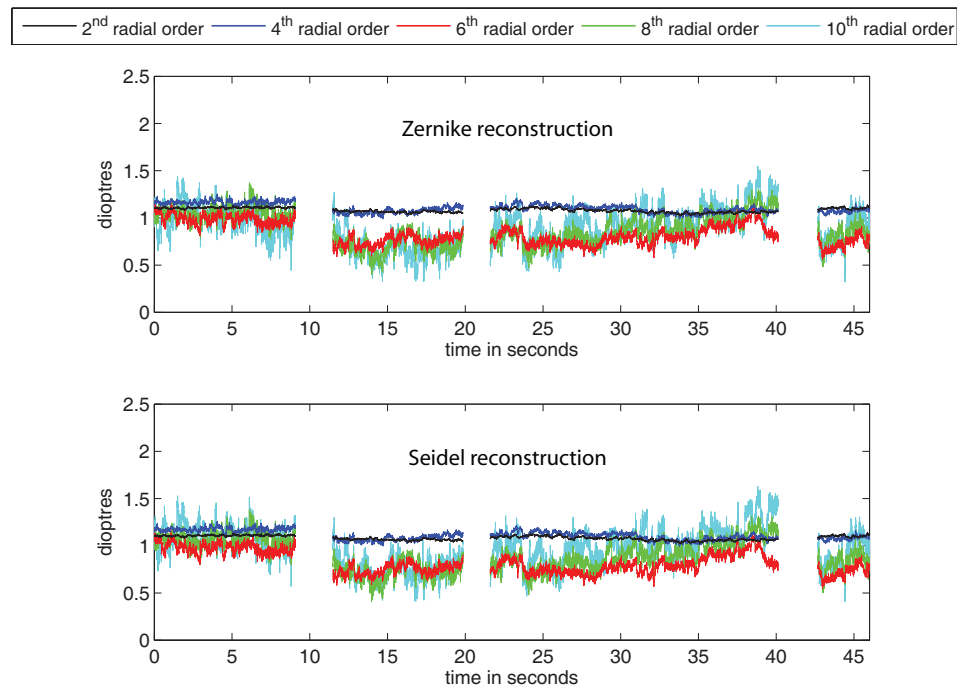 2nd radial order 4th radial order 6th radial order 8th radial order 10th radial order
2.5
2
1.5
1
0.5
0
dioptres
Zernike reconstruction
0 5 10 15 20 25 30 35 40 45
time in seconds
2.5
2
1.5
1
0.5
0
dioptres
Seidel reconstruction
0 5 10 15 20 25 30 35 40 45
time in seconds